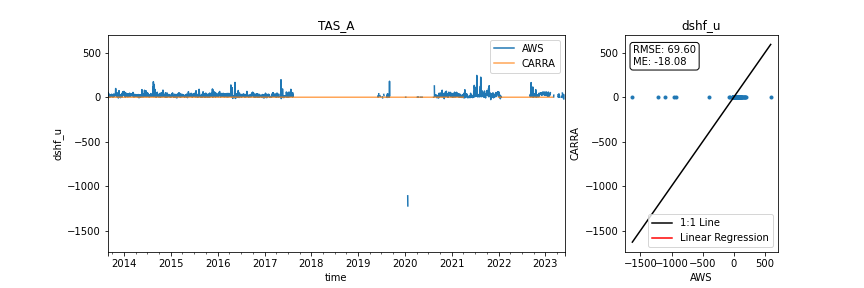 TAS_A
dshf_u
500
0
−500
−1000
−1500
dshf_u
AWS
CARRA
2014
2015
2016
2017
2018
2019
2020
2021
2022
2023
time
RMSE: 69.60
ME: -18.08
500
0
−500
−1000
−1500
CARRA
1:1 Line
Linear Regression
−1500
−1000
−500
0
500
AWS